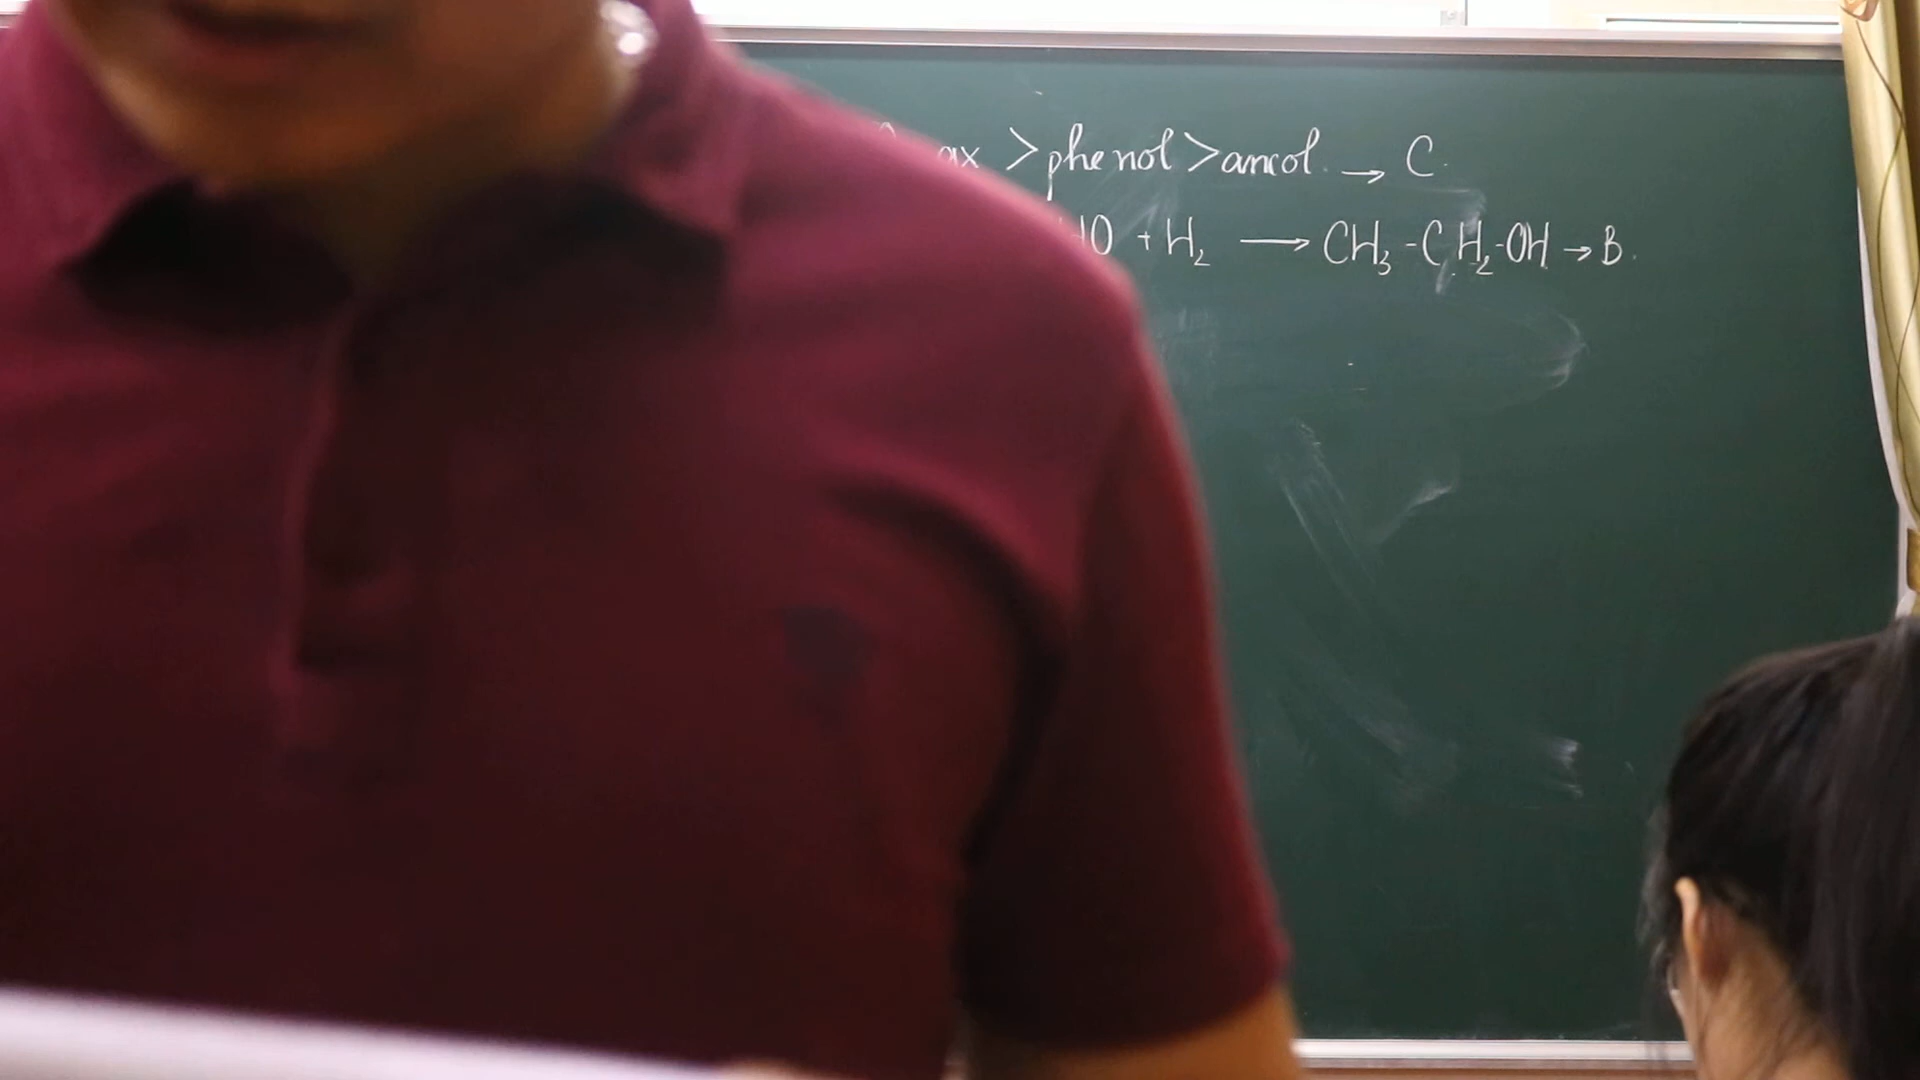 ax > phenol > ancol. → C.
+ H₂ → CH₃-CH₂-OH → B.